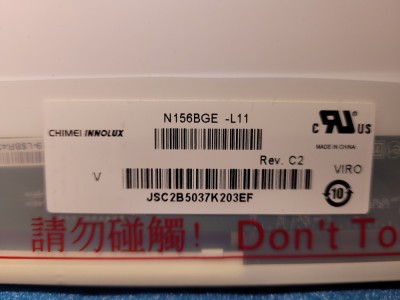 CHIMEI INNOLUX
N156BGE -L11
c RU US
MADE IN CHINA
Rev. C2
V
VIRO
JSC2B5037K203EF
10
請勿碰觸! Don't To